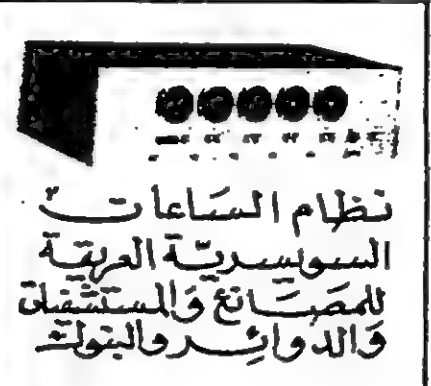 نظام الساعات
السويسرية العريقة
للمصانع والمستشفيات
والدوائر والبنوك